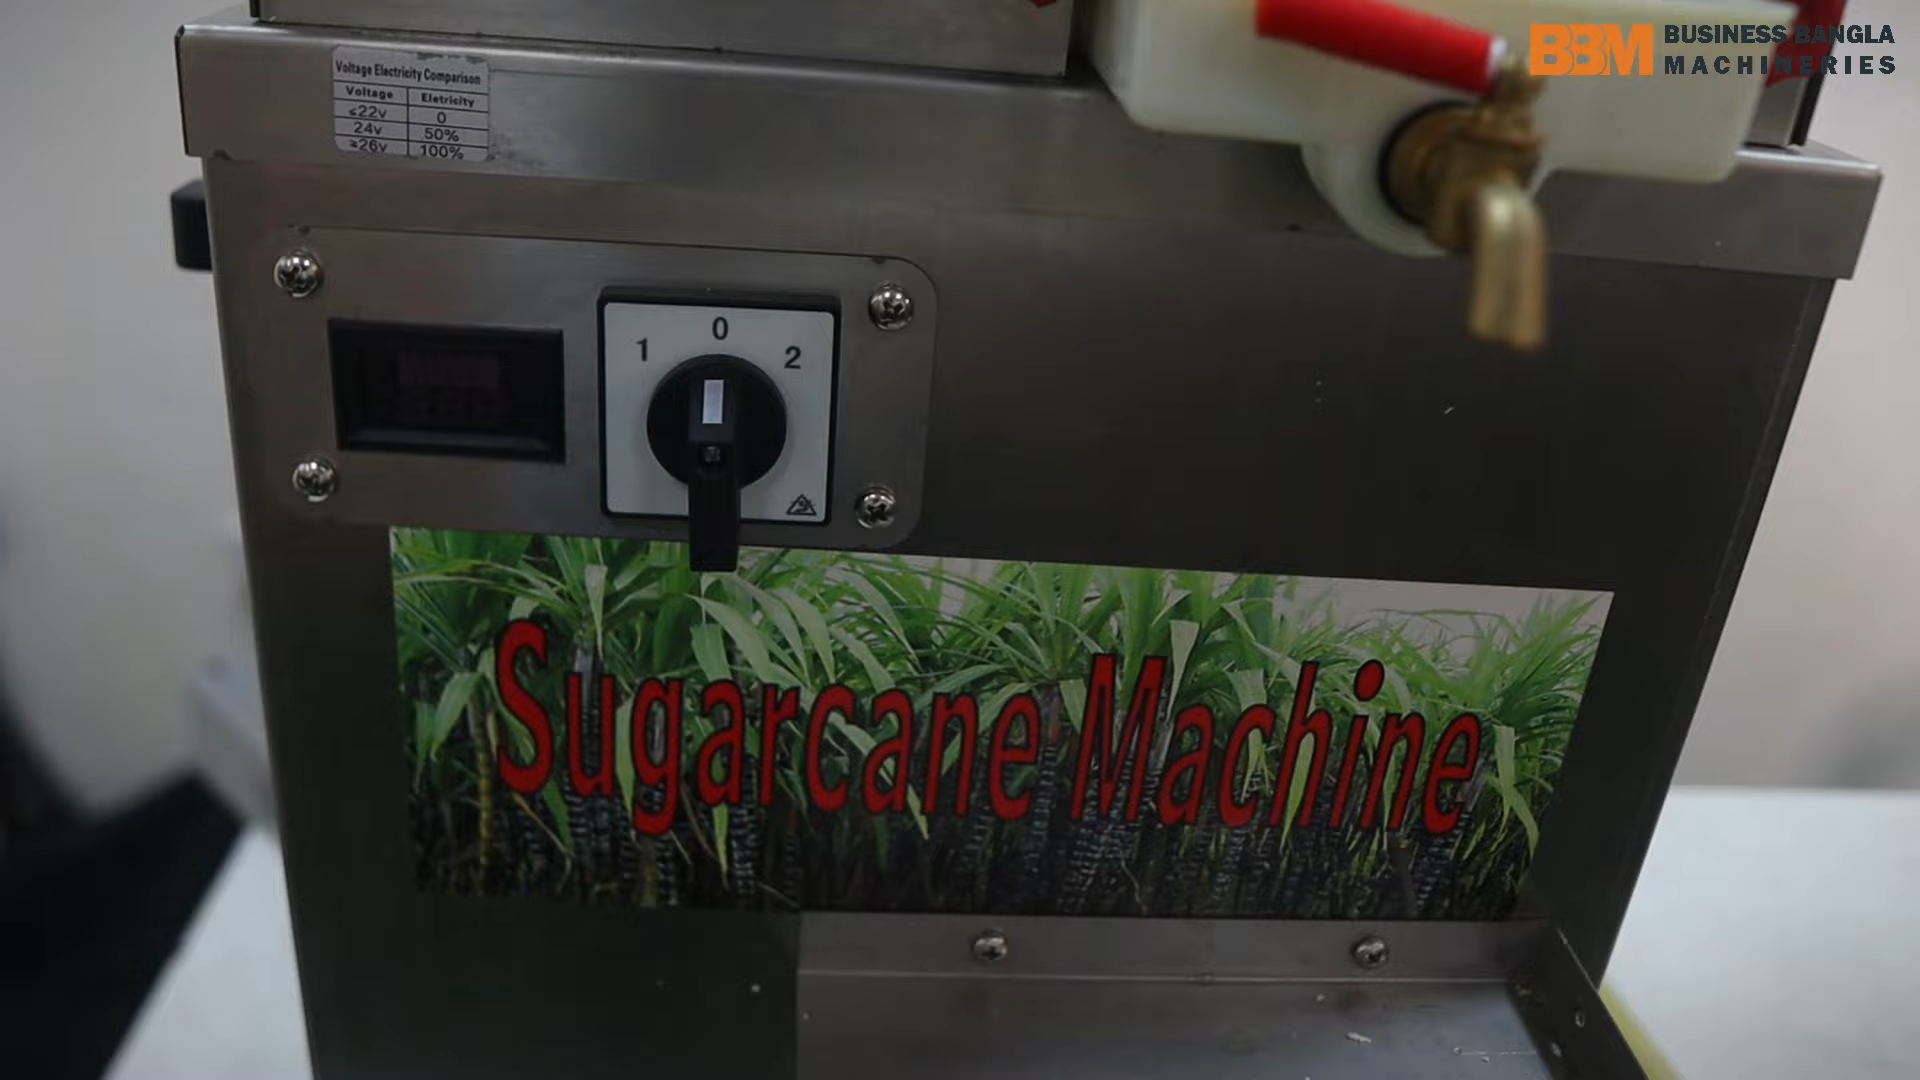 BBM BUSINESS BANGLA
MACHINERIES
Voltage Electricity Comparison
Voltage Eletricity
≤22v 0
24v 50%
≥26v 100%
1 0 2
Sugarcane Machine